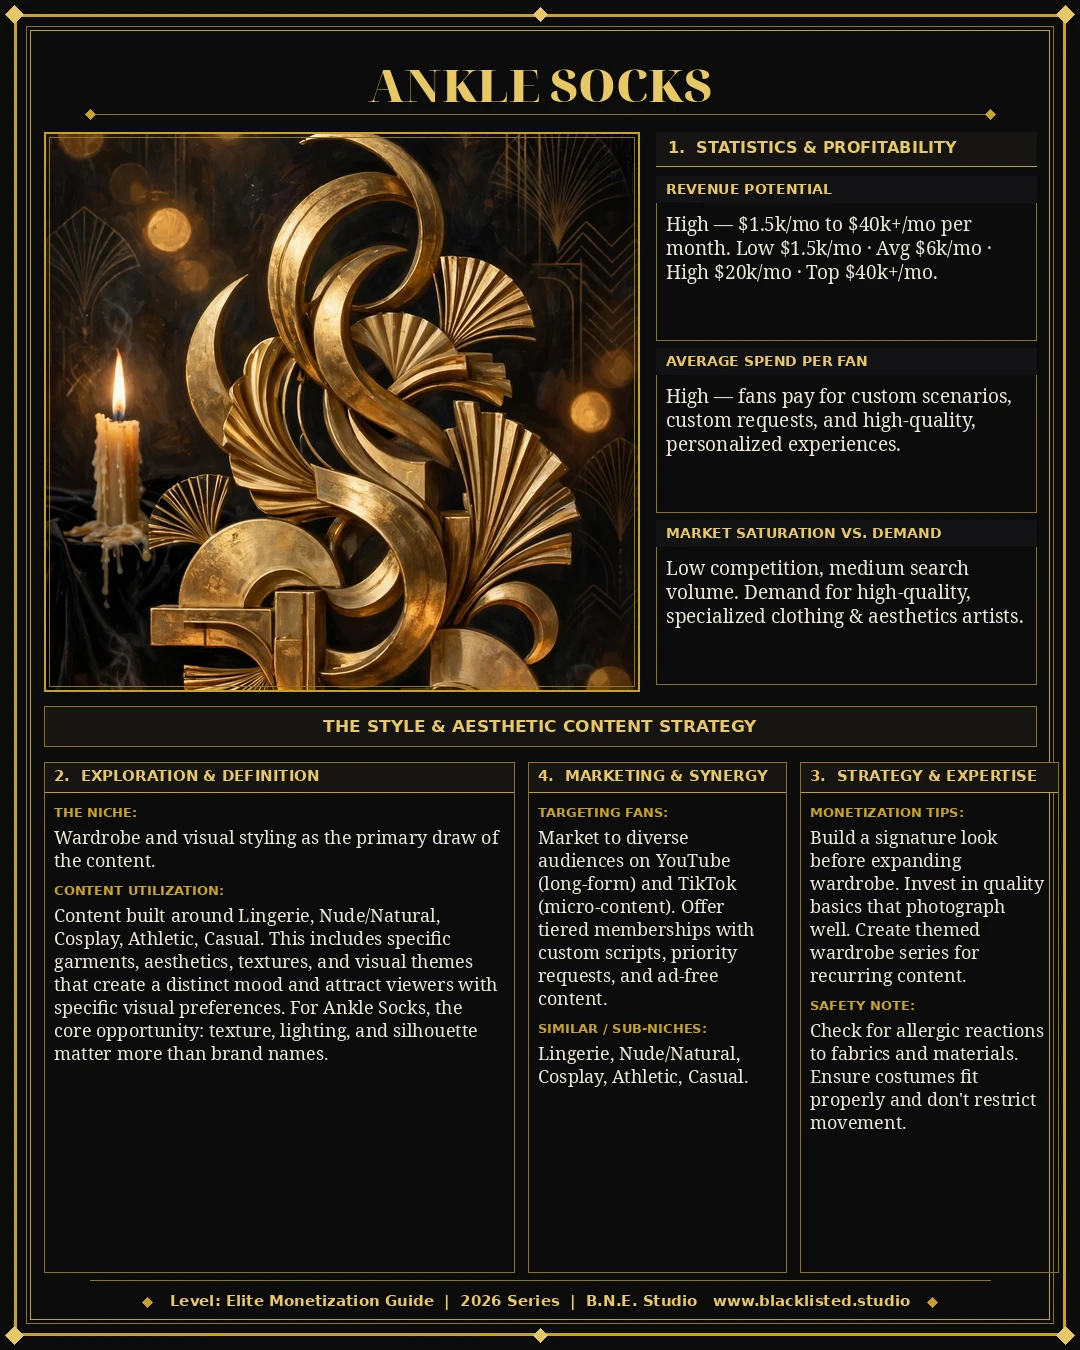 ANKLE SOCKS
1. STATISTICS & PROFITABILITY
REVENUE POTENTIAL
High — $1.5k/mo to $40k+/mo per
month. Low $1.5k/mo · Avg $6k/mo ·
High $20k/mo · Top $40k+/mo.
AVERAGE SPEND PER FAN
High — fans pay for custom scenarios,
custom requests, and high-quality,
personalized experiences.
MARKET SATURATION VS. DEMAND
Low competition, medium search
volume. Demand for high-quality,
specialized clothing & aesthetics artists.
THE STYLE & AESTHETIC CONTENT STRATEGY
2. EXPLORATION & DEFINITION
THE NICHE:
Wardrobe and visual styling as the primary draw of
the content.
CONTENT UTILIZATION:
Content built around Lingerie, Nude/Natural,
Cosplay, Athletic, Casual. This includes specific
garments, aesthetics, textures, and visual themes
that create a distinct mood and attract viewers with
specific visual preferences. For Ankle Socks, the
core opportunity: texture, lighting, and silhouette
matter more than brand names.
4. MARKETING & SYNERGY
TARGETING FANS:
Market to diverse
audiences on YouTube
(long-form) and TikTok
(micro-content). Offer
tiered memberships with
custom scripts, priority
requests, and ad-free
content.
SIMILAR / SUB-NICHES:
Lingerie, Nude/Natural,
Cosplay, Athletic, Casual.
3. STRATEGY & EXPERTISE
MONETIZATION TIPS:
Build a signature look
before expanding
wardrobe. Invest in quality
basics that photograph
well. Create themed
wardrobe series for
recurring content.
SAFETY NOTE:
Check for allergic reactions
to fabrics and materials.
Ensure costumes fit
properly and don't restrict
movement.
Level: Elite Monetization Guide | 2026 Series | B.N.E. Studio www.blacklisted.studio